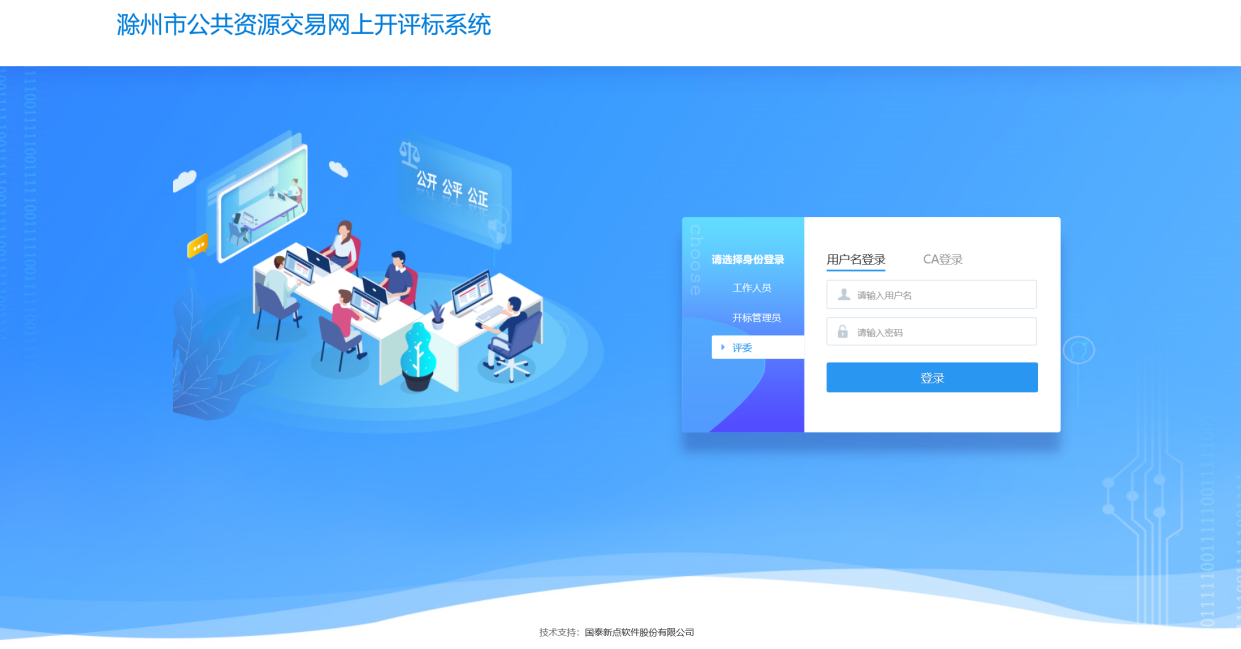 滁州市公共资源交易网上开评标系统
公开 公平 公正
choose
请选择身份登录
工作人员
开标管理员
评委
用户名登录 CA登录
请输入用户名
请输入密码
登录
技术支持：国泰新点软件股份有限公司